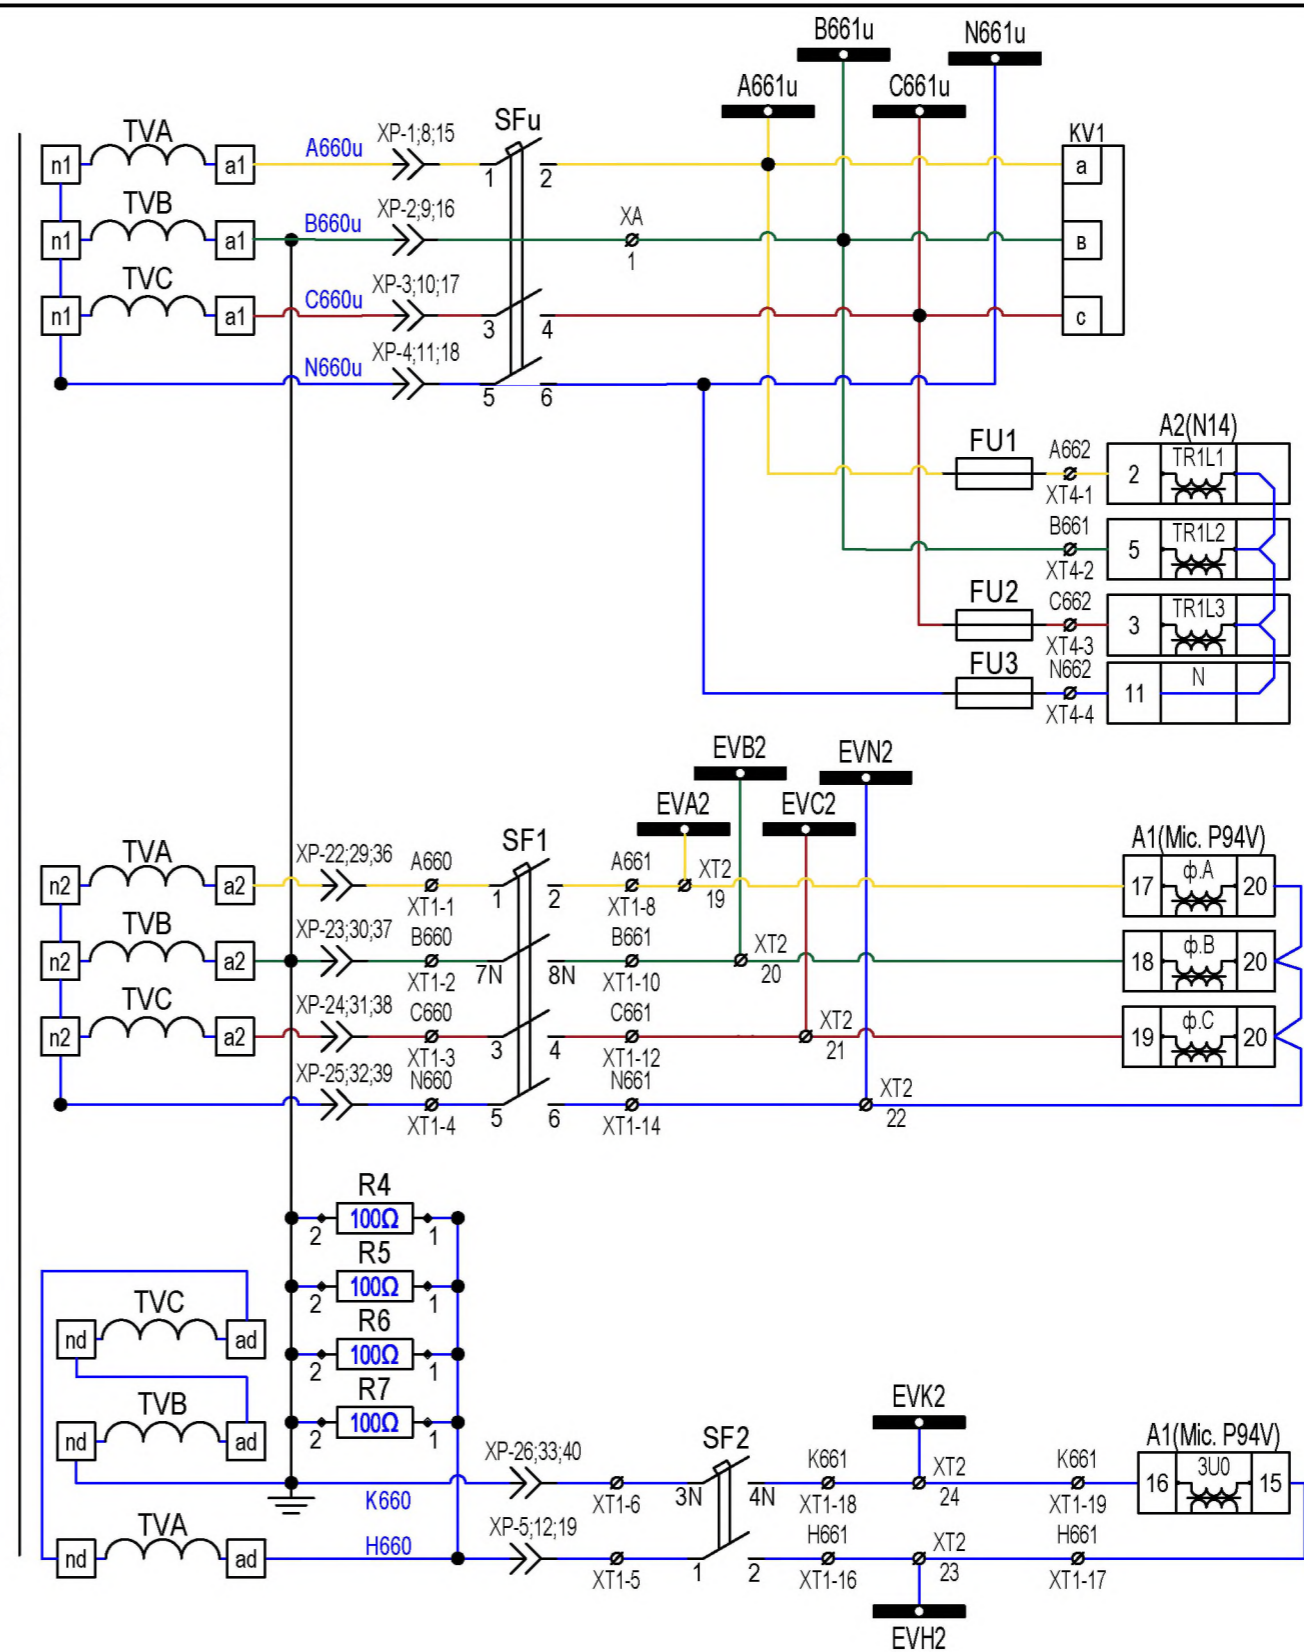 B661u N661u
A661u C661u
TVA XP-1;8;15 SFu KV1
n1 a1 A660u 1 2 a
TVB XP-2;9;16 XA
n1 a1 B660u 1 в
TVC XP-3;10;17
n1 a1 C660u 3 4 c
XP-4;11;18
N660u 5 6
A2(N14)
FU1 A662 2 TR1L1
XT4-1
B661 5 TR1L2
XT4-2
FU2 C662 3 TR1L3
XT4-3
FU3 N662 11 N
XT4-4
EVB2 EVN2
EVA2 EVC2
TVA XP-22;29;36 SF1 A1(Mic. P94V)
n2 a2 A660 1 2 A661 XT2 17 ф.A 20
XT1-1 XT1-8 19
TVB XP-23;30;37 B660 B661 XT2
n2 a2 7N 8N 18 ф.B 20
XT1-2 XT1-10 20
TVC XP-24;31;38 C660 C661 XT2
n2 a2 3 4 19 ф.C 20
XT1-3 XT1-12 21
XP-25;32;39 N660 N661 XT2
XT1-4 5 6 XT1-14 22
R4
2 100Ω 1
R5
2 100Ω 1
TVC R6
nd ad 2 100Ω 1
TVB R7
nd ad 2 100Ω 1
EVK2
XP-26;33;40 SF2 K661 XT2 K661 A1(Mic. P94V)
K660 XT1-6 3N 4N XT1-18 24 XT1-19 16 3U0 15
TVA XP-5;12;19 H661 XT2 H661
nd ad H660 XT1-5 1 2 XT1-16 23 XT1-17
EVH2